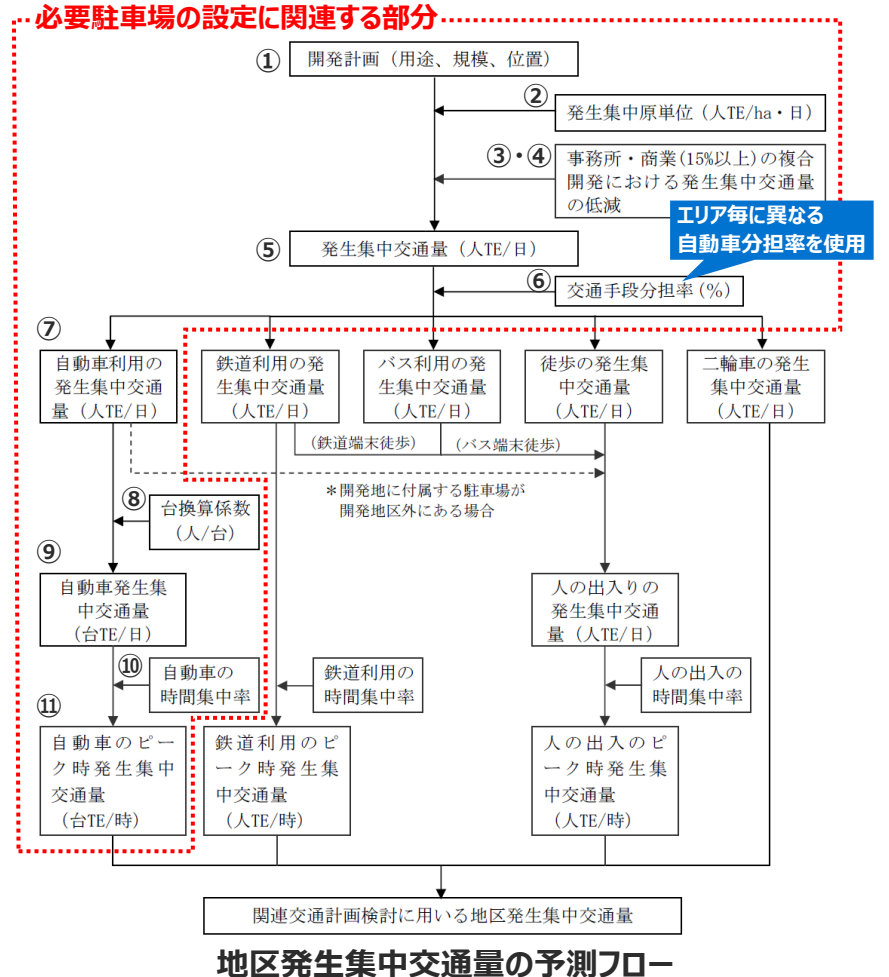 必要駐車場の設定に関連する部分
①
開発計画（用途、規模、位置）
②
発生集中原単位（人TE/ha・日）
③・④
事務所・商業(15%以上)の複合
開発における発生集中交通量
の低減
エリア毎に異なる
自動車分担率を使用
⑤
発生集中交通量（人TE/日）
⑥
交通手段分担率(%)
⑦
自動車利用の
発生集中交通
量（人TE/日）
鉄道利用の発
生集中交通量
（人TE/日）
バス利用の発
生集中交通量
（人TE/日）
徒歩の発生集
中交通量
（人TE/日）
二輪車の発生
集中交通量
（人TE/日）
（鉄道端末徒歩）
（バス端末徒歩）
＊開発地に付属する駐車場が
開発地区外にある場合
⑧
台換算係数
（人/台）
⑨
自動車発生集
中交通量
（台TE/日）
人の出入りの
発生集中交通
量（人TE/日）
⑩
自動車の
時間集中率
鉄道利用の
時間集中率
人の出入の
時間集中率
⑪
自動車のピー
ク時発生集中
交通量
（台TE/時）
鉄道利用のピ
ーク時発生集
中交通量
（人TE/時）
人の出入のピ
ーク時発生集
中交通量
（人TE/時）
関連交通計画検討に用いる地区発生集中交通量
地区発生集中交通量の予測フロー